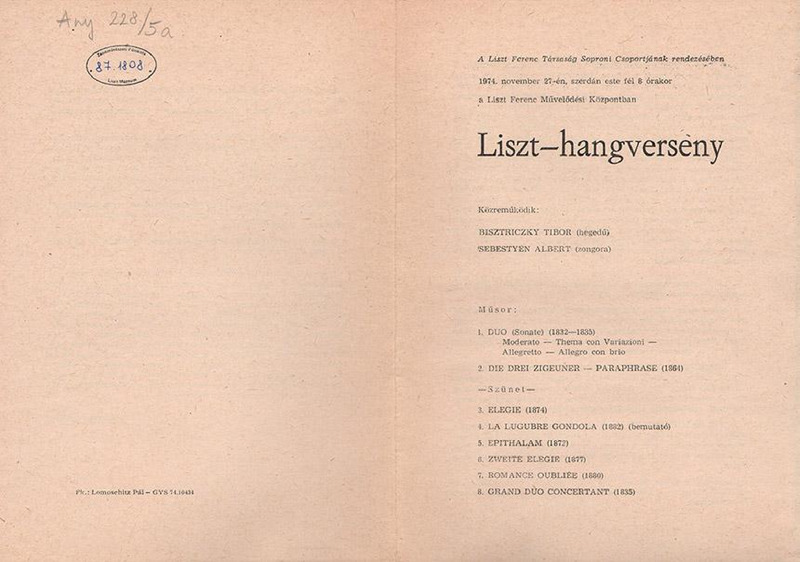 Any 228/5a
87.1808
Fk.: Lomoschitz Pál – GVS 74.10434
A Liszt Ferenc Társaság Soproni Csoportjának rendezésében
1974. november 27-én, szerdán este fél 8 órakor
a Liszt Ferenc Művelődési Központban
Liszt–hangverseny
Közreműködik:
BISZTRICZKY TIBOR (hegedű)
SEBESTYÉN ALBERT (zongora)
Műsor:
1. DUO (Sonate) (1832—1835)
Moderato — Thema con Variazioni —
Allegretto — Allegro con brio
2. DIE DREI ZIGEUNER — PARAPHRASE (1864)
—Szünet—
3. ELEGIE (1874)
4. LA LUGUBRE GONDOLA (1882) (bemutató)
5. EPITHALAM (1872)
6. ZWEITE ELEGIE (1877)
7. ROMANCE OUBLIÉE (1880)
8. GRAND DUO CONCERTANT (1835)